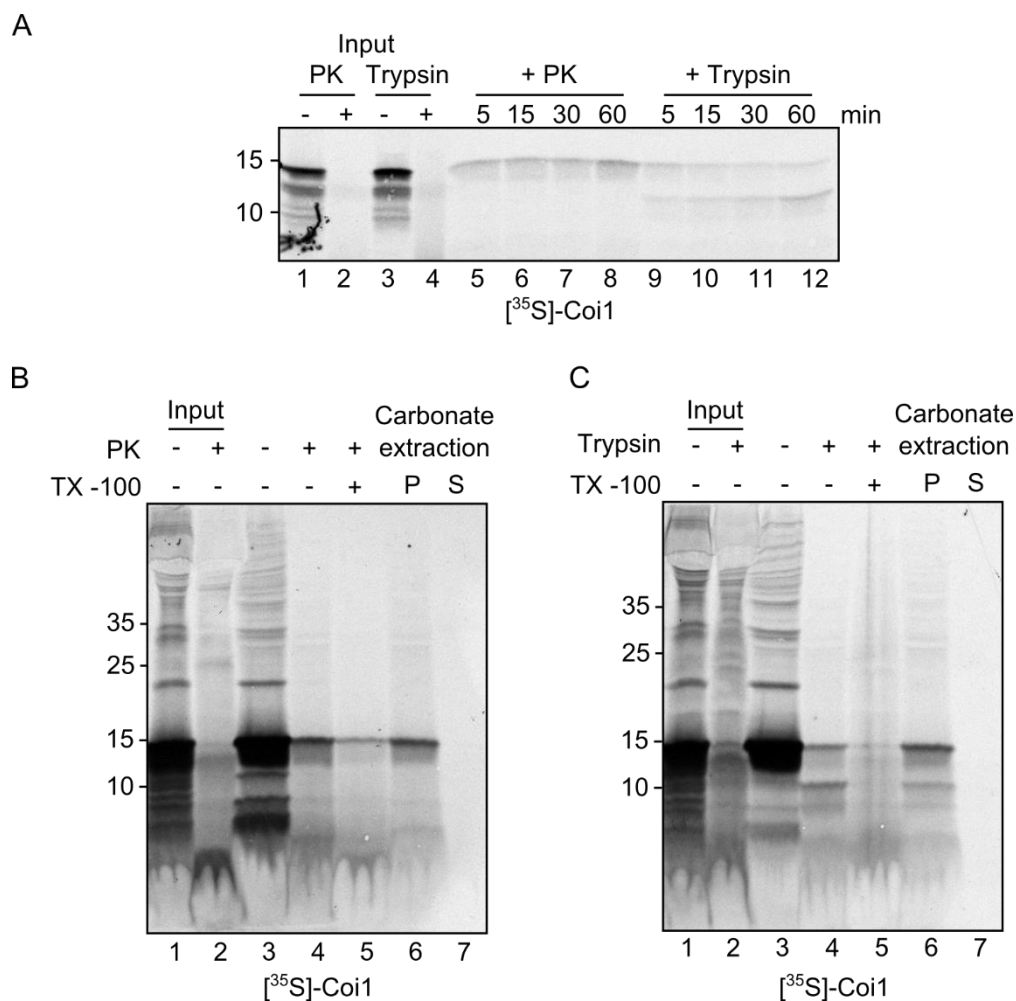 A
Input
PK Trypsin + PK + Trypsin
- + - + 5 15 30 60 5 15 30 60 min
15
10
1 2 3 4 5 6 7 8 9 10 11 12
[³⁵S]-Coi1
B
Input Carbonate
PK - + - + + extraction
TX -100 - - - - + P S
35
25
15
10
1 2 3 4 5 6 7
[³⁵S]-Coi1
C
Input Carbonate
Trypsin - + - + + extraction
TX -100 - - - - + P S
35
25
15
10
1 2 3 4 5 6 7
[³⁵S]-Coi1